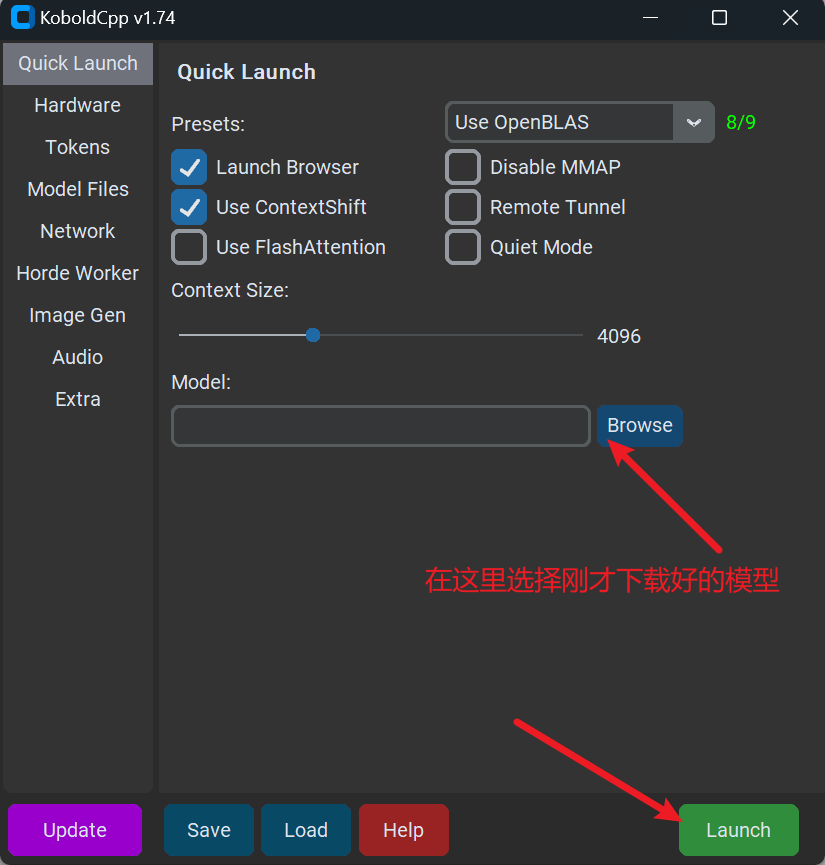 KoboldCpp v1.74
Quick Launch
Hardware
Tokens
Model Files
Network
Horde Worker
Image Gen
Audio
Extra
Quick Launch
Presets:
Use OpenBLAS
8/9
Launch Browser
Disable MMAP
Use ContextShift
Remote Tunnel
Use FlashAttention
Quiet Mode
Context Size:
4096
Model:
Browse
在这里选择刚才下载好的模型
Update
Save
Load
Help
Launch